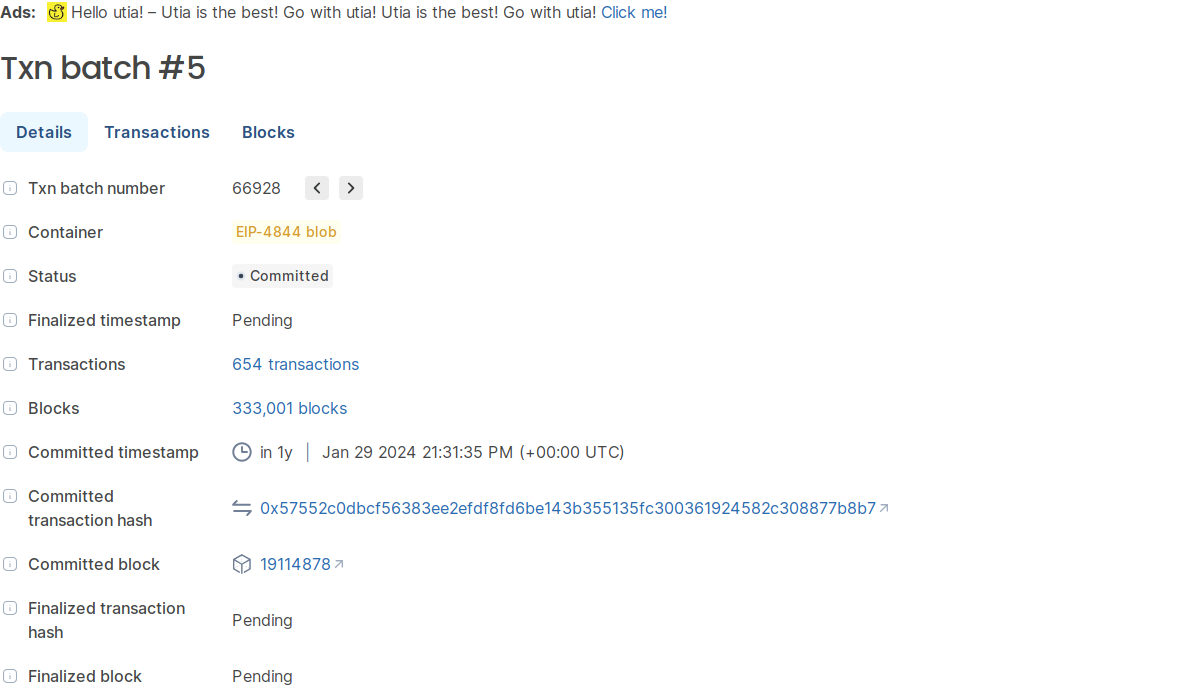 Ads: Hello utia! – Utia is the best! Go with utia! Utia is the best! Go with utia! Click me!
Txn batch #5
Details Transactions Blocks
Txn batch number 66928
Container EIP-4844 blob
Status Committed
Finalized timestamp Pending
Transactions 654 transactions
Blocks 333,001 blocks
Committed timestamp in 1y Jan 29 2024 21:31:35 PM (+00:00 UTC)
Committed
transaction hash 0x57552c0dbcf56383ee2efdf8fd6be143b355135fc300361924582c308877b8b7
Committed block 19114878
Finalized transaction
hash Pending
Finalized block Pending